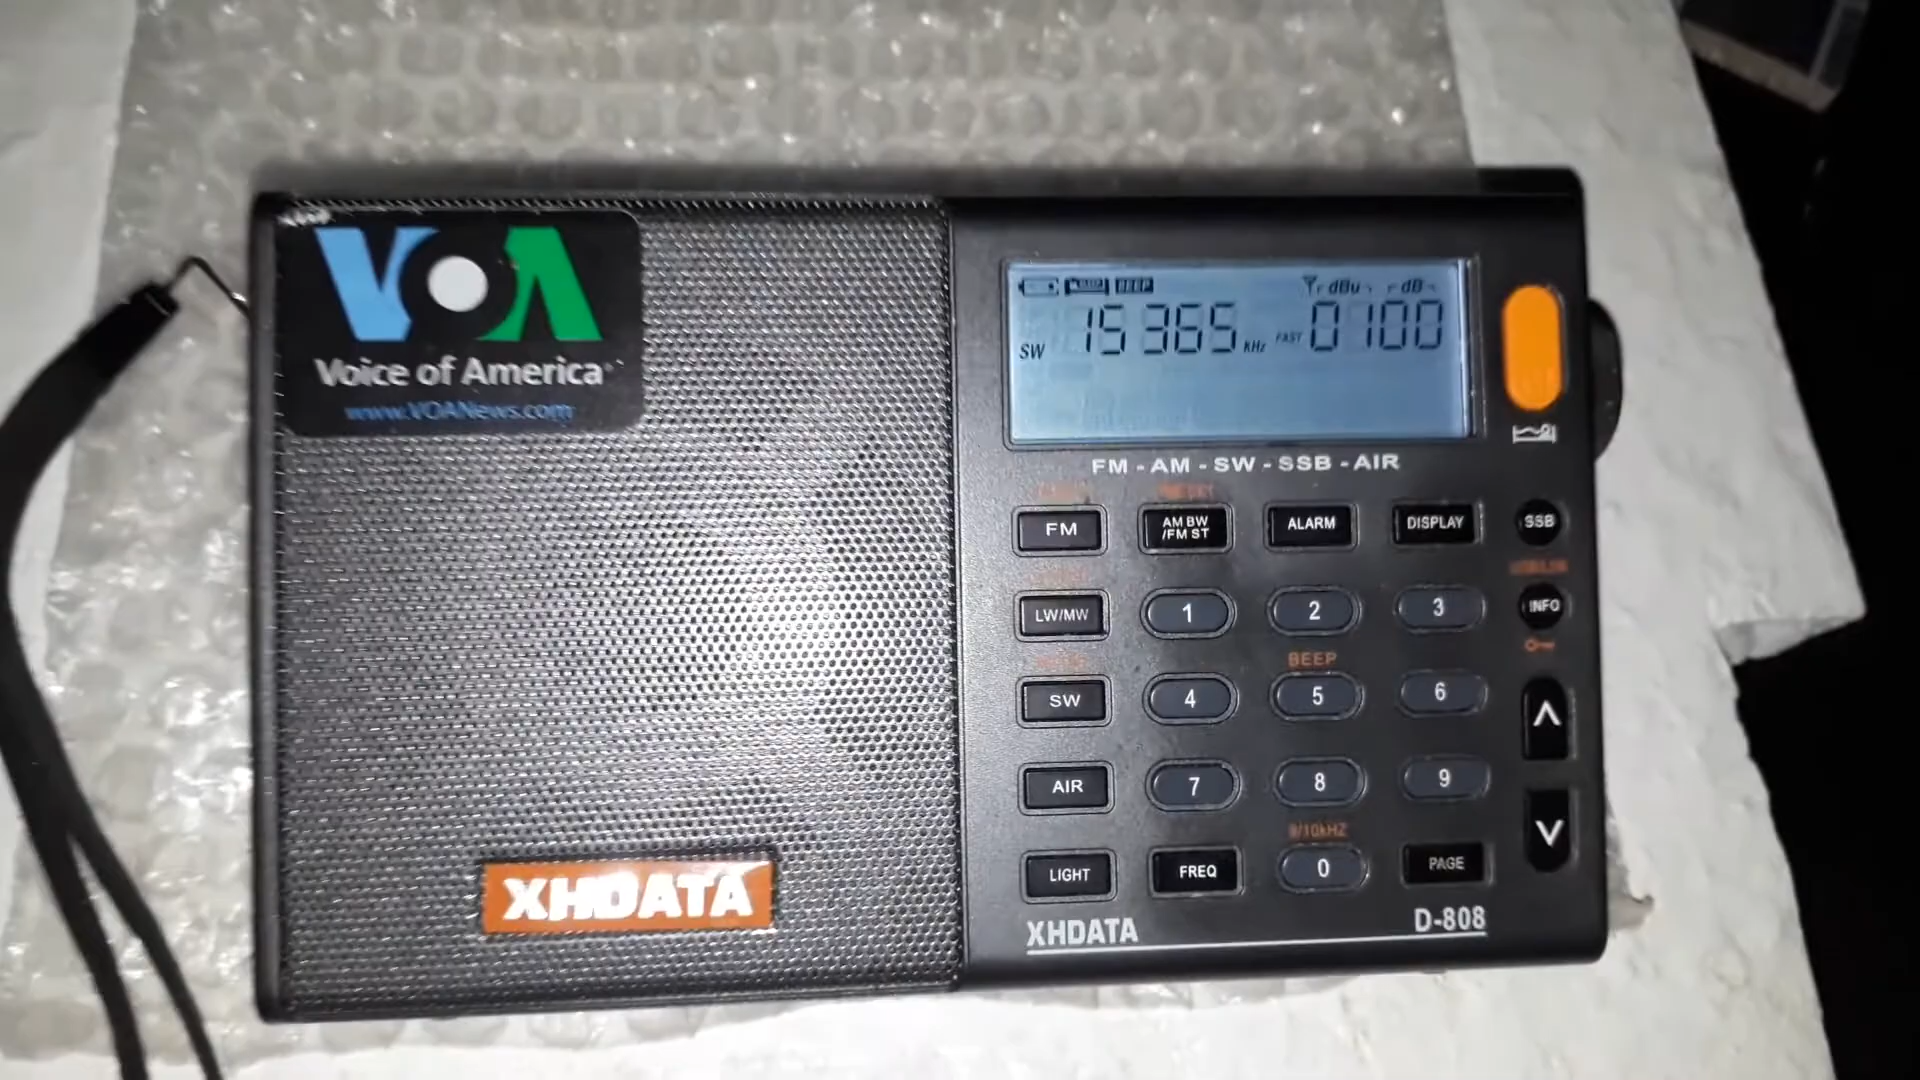 VOA
Voice of America
www.VOANews.com
XHDATA
BEEP
dBu dB
SW 15365 KHz FAST 0100
FM - AM - SW - SSB - AIR
FM
AM BW
/FM ST
ALARM
DISPLAY
SSB
LW/MW
1
2
3
INFO
BEEP
SW
4
5
6
AIR
7
8
9
9/10kHZ
LIGHT
FREQ
0
PAGE
XHDATA
D-808